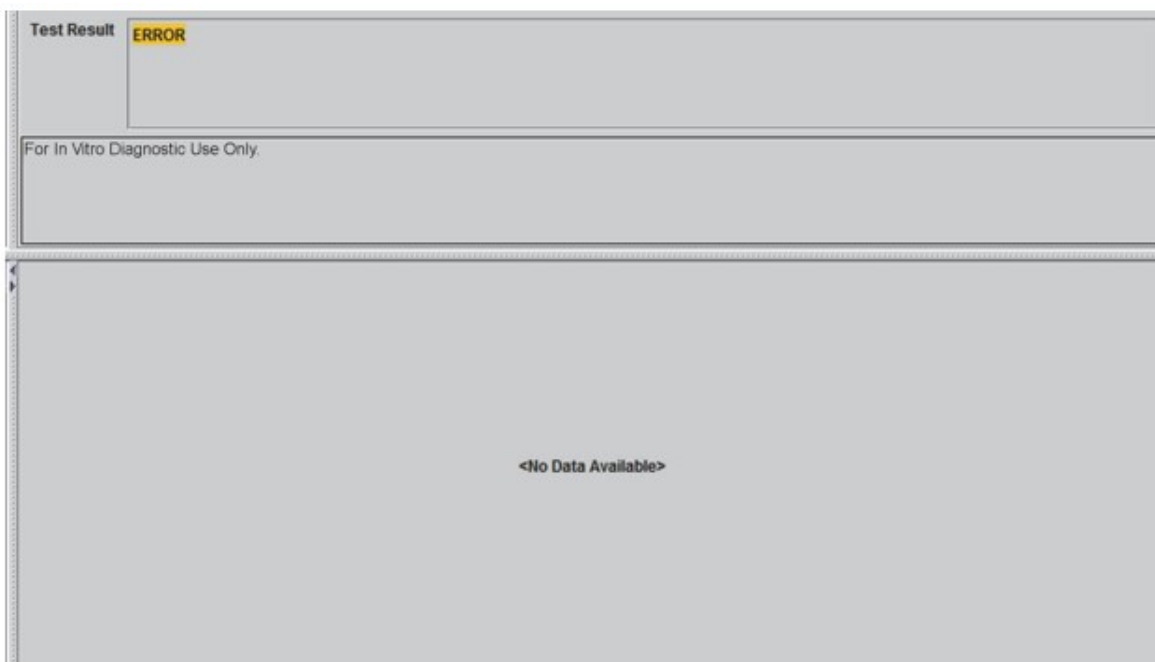 Test Result
ERROR
For In Vitro Diagnostic Use Only.
<No Data Available>